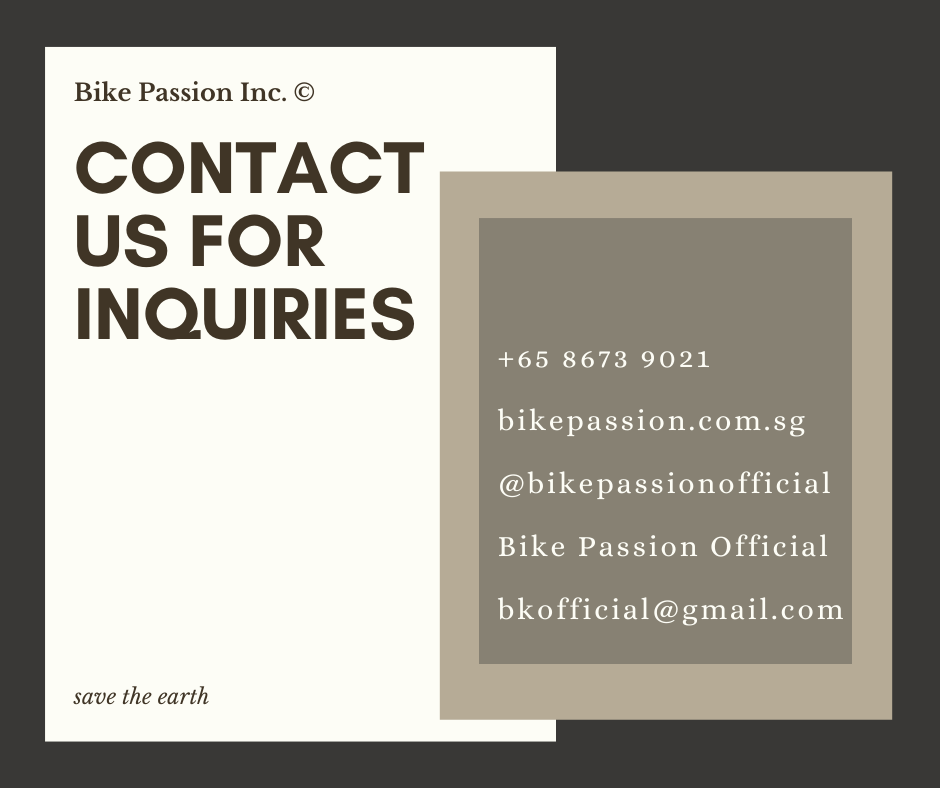 Bike Passion Inc. ©
CONTACT
US FOR
INQUIRIES
+65 8673 9021
bikepassion.com.sg
@bikepassionofficial
Bike Passion Official
bkofficial@gmail.com
save the earth